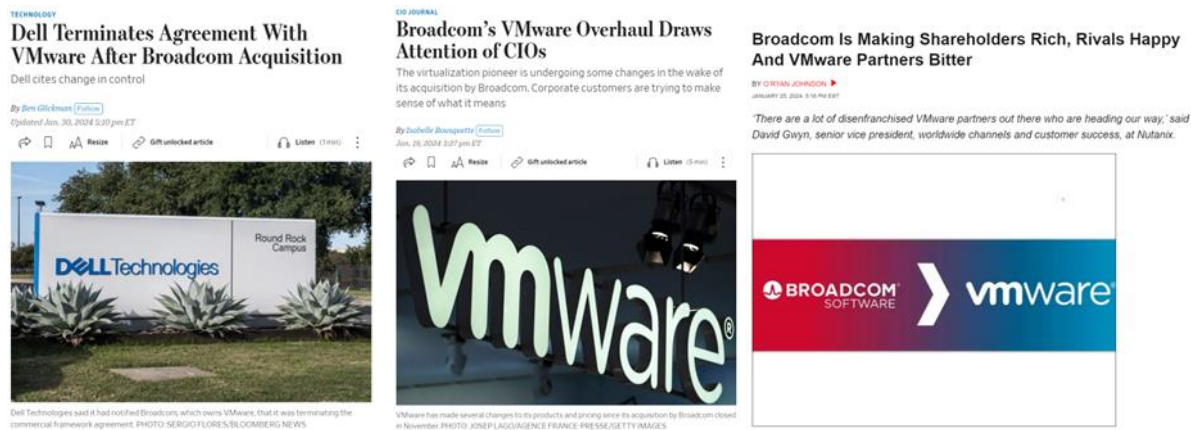 TECHNOLOGY
Dell Terminates Agreement With
VMware After Broadcom Acquisition
Dell cites change in control
By Ben Glickman Follow
Updated Jan. 30, 2024 5:10 pm ET
Resize
Gift unlocked article
Listen (1 min)
DELLTechnologies
Round Rock
Campus
Dell Technologies said it had notified Broadcom, which owns VMware, that it was terminating the
commercial framework agreement. PHOTO: SERGIO FLORES/BLOOMBERG NEWS
CIO JOURNAL
Broadcom's VMware Overhaul Draws
Attention of CIOs
The virtualization pioneer is undergoing some changes in the wake of
its acquisition by Broadcom. Corporate customers are trying to make
sense of what it means
By Isabelle Bousquette Follow
Jan. 19, 2024 3:27 pm ET
Resize
Gift unlocked article
Listen (5 min)
vmware®
VMware has made several changes to its products and pricing since its acquisition by Broadcom closed
in November. PHOTO: JOSEP LAGO/AGENCE FRANCE-PRESSE/GETTY IMAGES
Broadcom Is Making Shareholders Rich, Rivals Happy
And VMware Partners Bitter
BY O'RYAN JOHNSON
JANUARY 25, 2024, 5:16 PM EST
'There are a lot of disenfranchised VMware partners out there who are heading our way,' said
David Gwyn, senior vice president, worldwide channels and customer success, at Nutanix.
BROADCOM®
SOFTWARE
vmware®